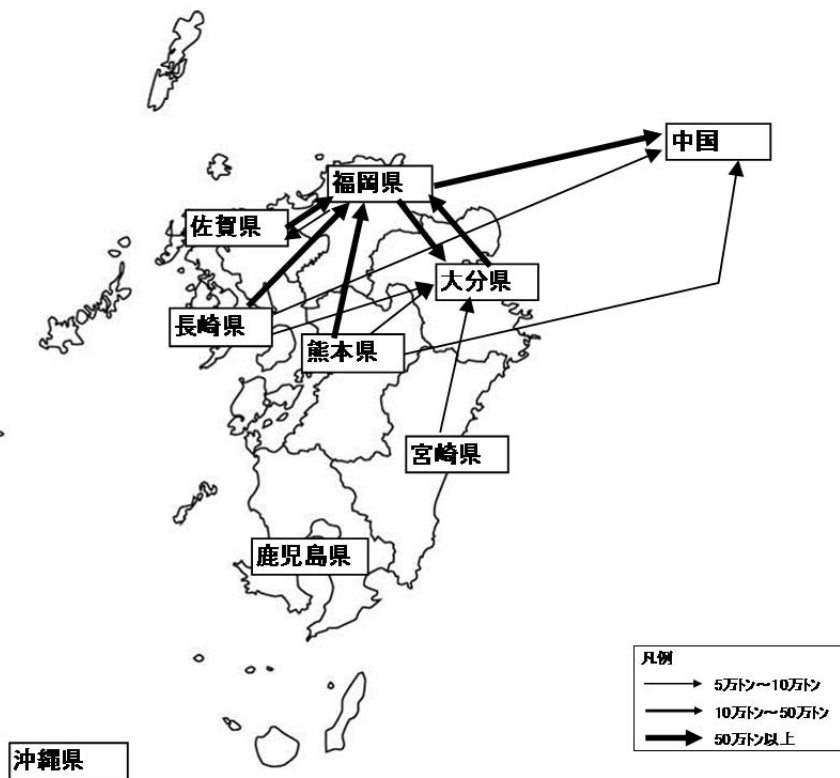 中国
福岡県
佐賀県
大分県
長崎県
熊本県
宮崎県
鹿児島県
沖縄県
凡例
5万トン～10万トン
10万トン～50万トン
50万トン以上